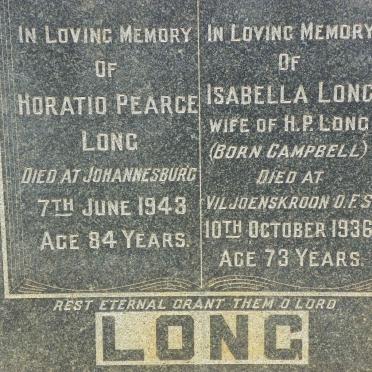 IN LOVING MEMORY
OF
HORATIO PEARCE
LONG
DIED AT JOHANNESBURG
7TH JUNE 1943
AGE 84 YEARS.
IN LOVING MEMORY
OF
ISABELLA LONG
WIFE OF H.P. LONG
(BORN CAMPBELL)
DIED AT
VILJOENSKROON O.F.S
10TH OCTOBER 1936
AGE 73 YEARS.
REST ETERNAL GRANT THEM O LORD
LONG